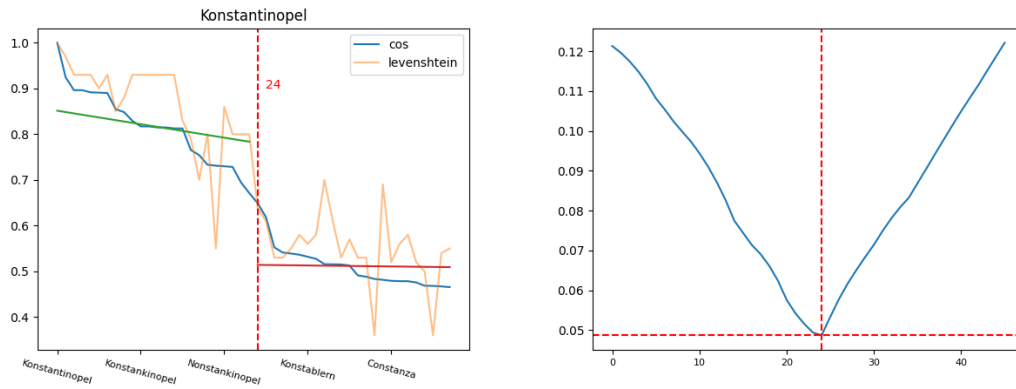 Konstantinopel
1.0
0.9
0.8
0.7
0.6
0.5
0.4
24
cos
levenshtein
Konstantinopel
Konstankinopel
Nonstankinopel
Konstablern
Constanza
0.12
0.11
0.10
0.09
0.08
0.07
0.06
0.05
0
10
20
30
40